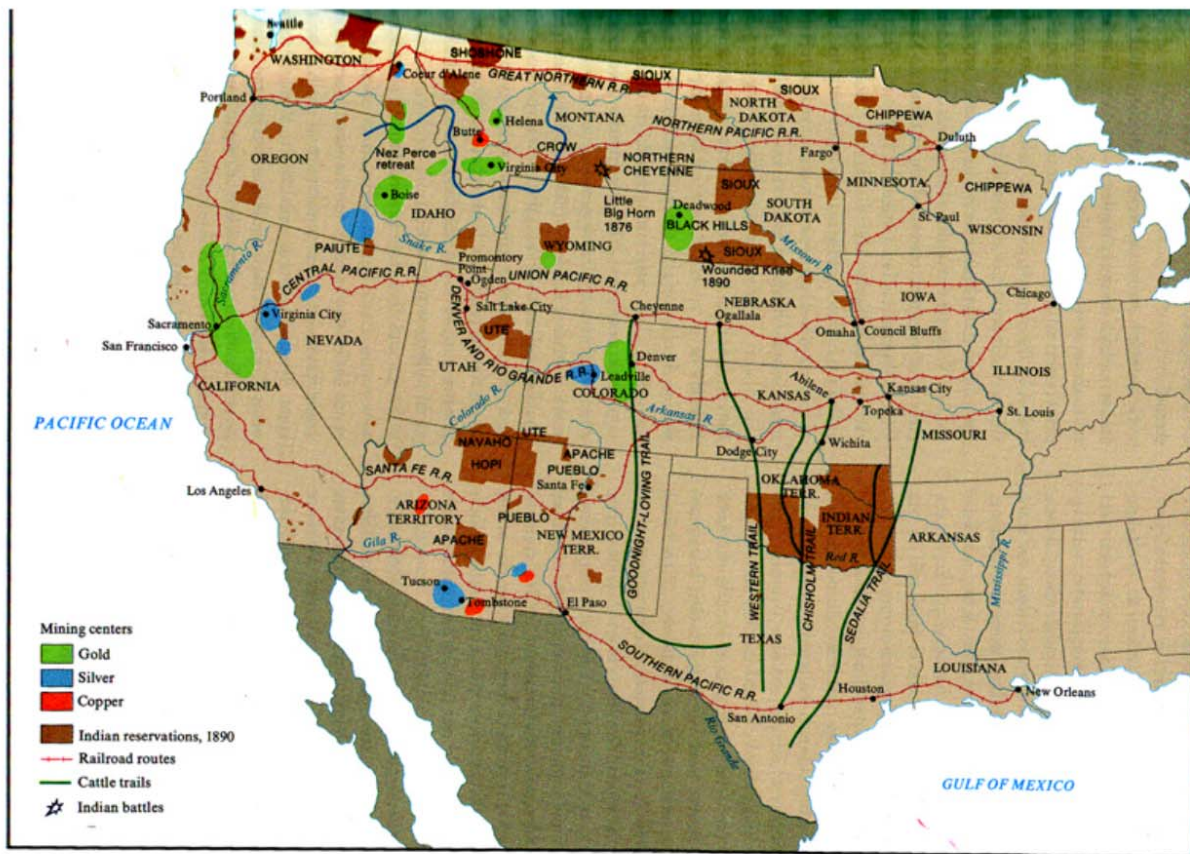 Seattle
WASHINGTON
Coeur d'Alene
SHOSHONE
GREAT NORTHERN R.R.
SIOUX
SIOUX
NORTH
DAKOTA
CHIPPEWA
Portland
Helena
MONTANA
NORTHERN PACIFIC R.R.
Duluth
Butte
OREGON
Nez Perce
retreat
Virginia City
CROW
NORTHERN
CHEYENNE
Fargo
MINNESOTA
CHIPPEWA
Boise
IDAHO
Little
Big Horn
1876
SIOUX
Deadwood
BLACK HILLS
SOUTH
DAKOTA
St. Paul
WISCONSIN
PAIUTE
Snake R.
WYOMING
SIOUX
Missouri R.
Wounded Knee
1890
Sacramento R.
CENTRAL PACIFIC R.R.
Promontory
Point
Ogden
UNION PACIFIC R.R.
Virginia City
Salt Lake City
Cheyenne
NEBRASKA
Ogallala
IOWA
Chicago
Omaha
Council Bluffs
Sacramento
San Francisco
NEVADA
DENVER AND RIO GRANDE R.R.
UTE
UTAH
Denver
Leadville
COLORADO
ILLINOIS
CALIFORNIA
Colorado R.
Arkansas R.
KANSAS
Abilene
Kansas City
Topeka
St. Louis
PACIFIC OCEAN
UTE
NAVAHO
HOPI
APACHE
PUEBLO
Santa Fe
Dodge City
Wichita
MISSOURI
SANTA FE R.R.
Los Angeles
ARIZONA
TERRITORY
PUEBLO
NEW MEXICO
TERR.
GOODNIGHT-LOVING TRAIL
OKLAHOMA
TERR.
INDIAN
TERR.
ARKANSAS
Gila R.
APACHE
Red R.
Mississippi R.
Tucson
Tombstone
El Paso
WESTERN TRAIL
CHISHOLM TRAIL
SEDALIA TRAIL
TEXAS
SOUTHERN PACIFIC R.R.
LOUISIANA
Houston
New Orleans
San Antonio
Rio Grande
GULF OF MEXICO
Mining centers
Gold
Silver
Copper
Indian reservations, 1890
Railroad routes
Cattle trails
Indian battles